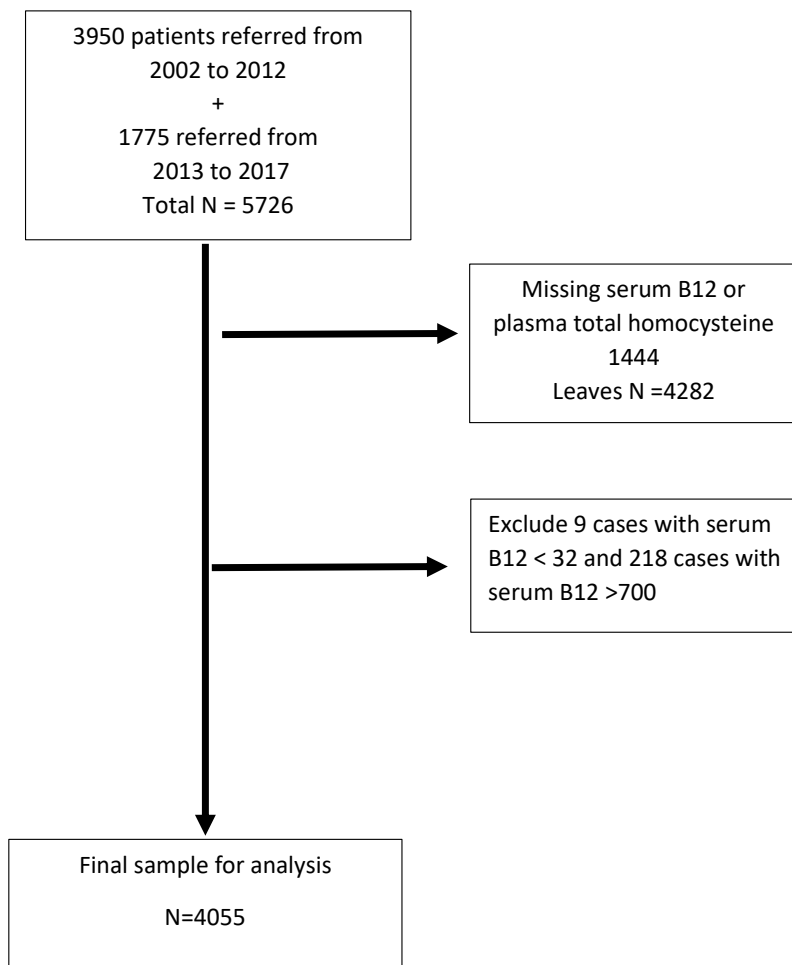 3950 patients referred from
2002 to 2012
+
1775 referred from
2013 to 2017
Total N = 5726
Missing serum B12 or
plasma total homocysteine
1444
Leaves N =4282
Exclude 9 cases with serum
B12 < 32 and 218 cases with
serum B12 >700
Final sample for analysis
N=4055